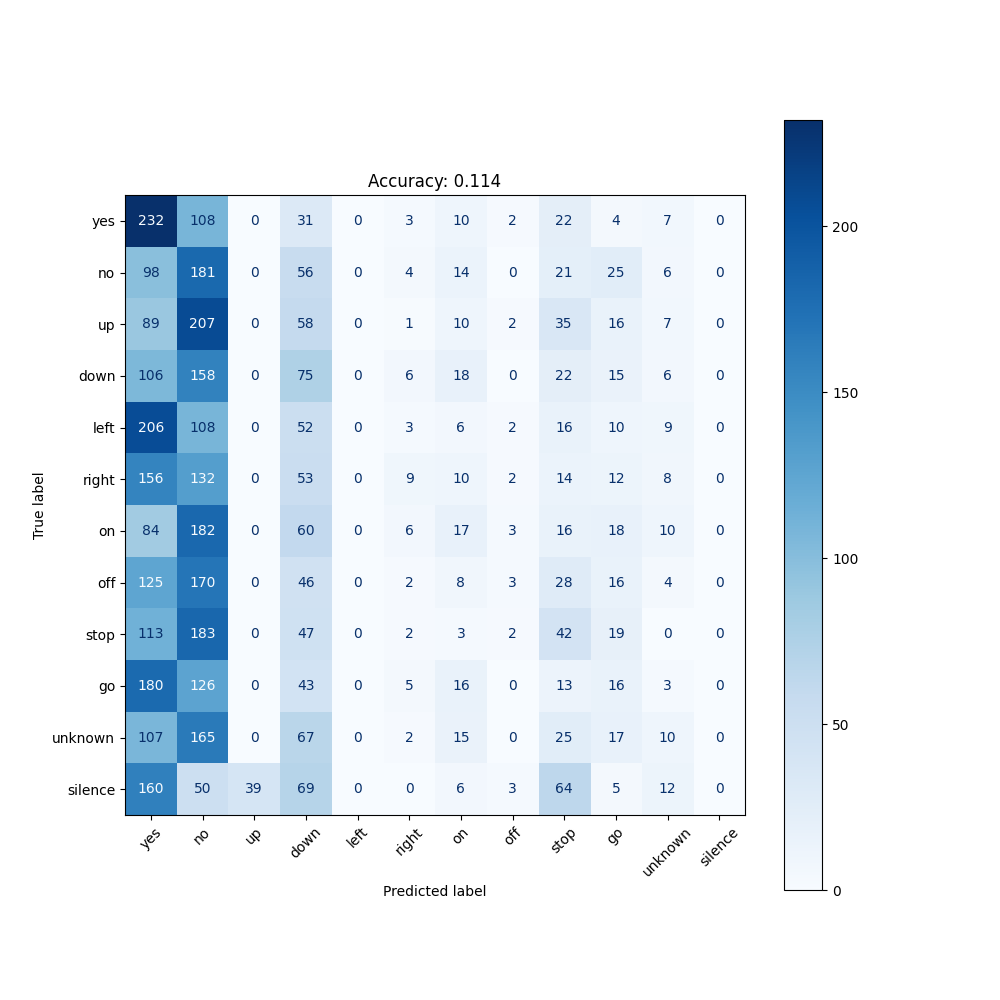 Accuracy: 0.114
yes 232 108 0 31 0 3 10 2 22 4 7 0
no 98 181 0 56 0 4 14 0 21 25 6 0
up 89 207 0 58 0 1 10 2 35 16 7 0
down 106 158 0 75 0 6 18 0 22 15 6 0
left 206 108 0 52 0 3 6 2 16 10 9 0
right 156 132 0 53 0 9 10 2 14 12 8 0
on 84 182 0 60 0 6 17 3 16 18 10 0
off 125 170 0 46 0 2 8 3 28 16 4 0
stop 113 183 0 47 0 2 3 2 42 19 0 0
go 180 126 0 43 0 5 16 0 13 16 3 0
unknown 107 165 0 67 0 2 15 0 25 17 10 0
silence 160 50 39 69 0 0 6 3 64 5 12 0
yes no up down left right on off stop go unknown silence
Predicted label
True label
200
150
100
50
0